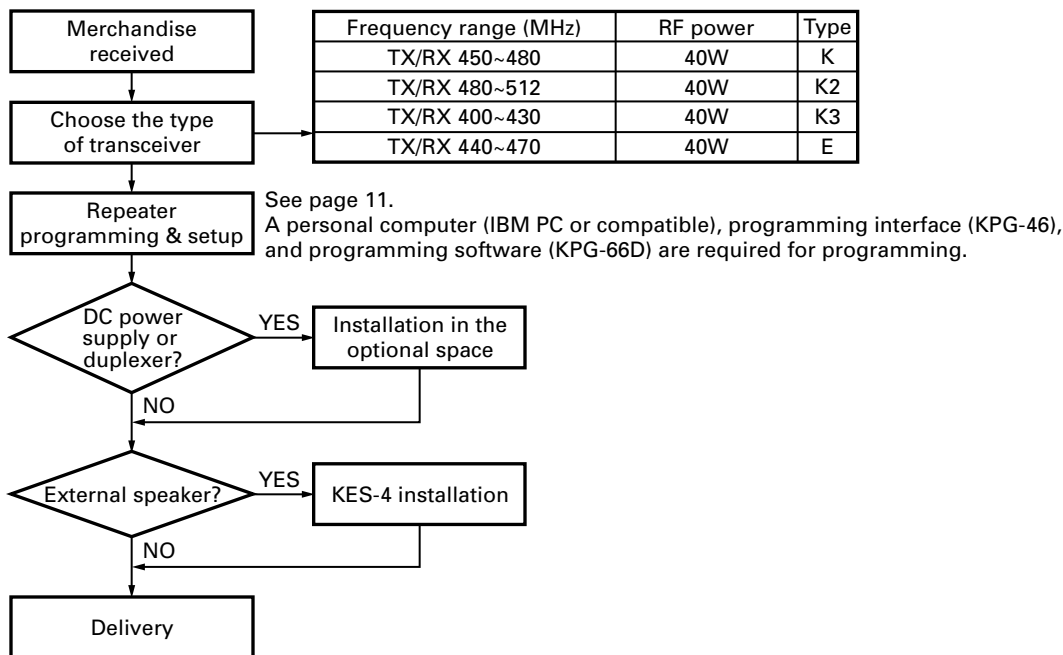 Merchandise
received
Frequency range (MHz) RF power Type
TX/RX 450~480 40W K
TX/RX 480~512 40W K2
TX/RX 400~430 40W K3
TX/RX 440~470 40W E
Choose the type
of transceiver
Repeater
programming & setup
See page 11.
A personal computer (IBM PC or compatible), programming interface (KPG-46),
and programming software (KPG-66D) are required for programming.
DC power
supply or
duplexer?
YES
Installation in the
optional space
NO
External speaker?
YES
KES-4 installation
NO
Delivery